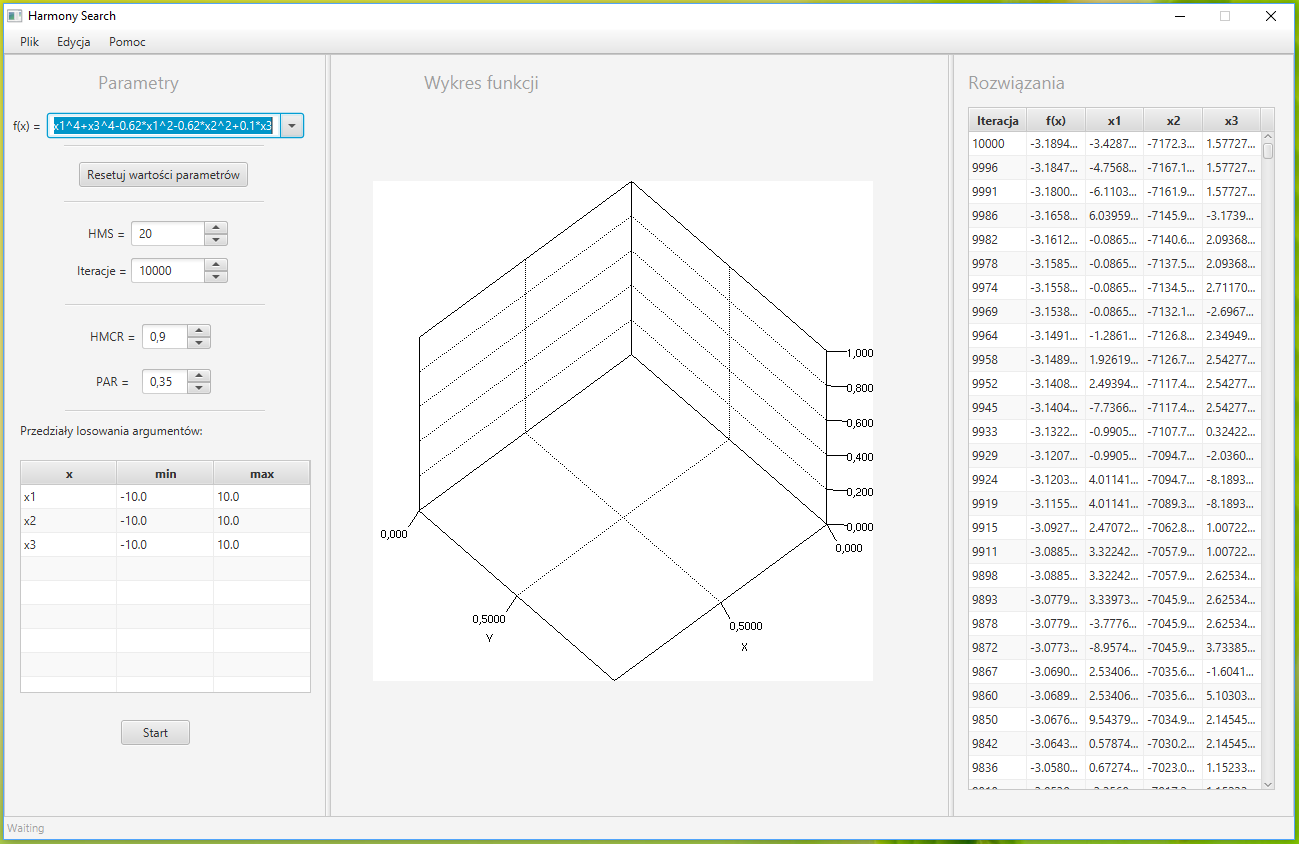 Harmony Search
Plik Edycja Pomoc
Parametry
f(x) = x1^4+x3^4-0.62*x1^2-0.62*x2^2+0.1*x3
Resetuj wartości parametrów
HMS = 20
Iteracje = 10000
HMCR = 0,9
PAR = 0,35
Przedziały losowania argumentów:
x min max
x1 -10.0 10.0
x2 -10.0 10.0
x3 -10.0 10.0
Start
Waiting
Wykres funkcji
1,000
0,800
0,600
0,400
0,200
0,000
0,000
0,000
0,5000
Y
0,5000
X
Rozwiązania
Iteracja f(x) x1 x2 x3
10000 -3.1894... -3.4287... -7172.3... 1.57727...
9996 -3.1847... -4.7568... -7167.1... 1.57727...
9991 -3.1800... -6.1103... -7161.9... 1.57727...
9986 -3.1658... 6.03959... -7145.9... -3.1739...
9982 -3.1612... -0.0865... -7140.6... 2.09368...
9978 -3.1585... -0.0865... -7137.5... 2.09368...
9974 -3.1558... -0.0865... -7134.5... 2.71170...
9969 -3.1538... -0.0865... -7132.1... -2.6967...
9964 -3.1491... -1.2861... -7126.8... 2.34949...
9958 -3.1489... 1.92619... -7126.7... 2.54277...
9952 -3.1408... 2.49394... -7117.4... 2.54277...
9945 -3.1404... -7.7366... -7117.4... 2.54277...
9933 -3.1322... -0.9905... -7107.7... 0.32422...
9929 -3.1207... -0.9905... -7094.7... -2.0360...
9924 -3.1203... 4.01141... -7094.7... -8.1893...
9919 -3.1155... 4.01141... -7089.3... -8.1893...
9915 -3.0927... 2.47072... -7062.8... 1.00722...
9911 -3.0885... 3.32242... -7057.9... 1.00722...
9898 -3.0885... 3.32242... -7057.9... 2.62534...
9893 -3.0779... 3.33973... -7045.9... 2.62534...
9878 -3.0779... -3.7776... -7045.9... 2.62534...
9872 -3.0773... -8.9574... -7045.9... 3.73385...
9867 -3.0690... 2.53406... -7035.6... -1.6041...
9860 -3.0689... 2.53406... -7035.6... 5.10303...
9850 -3.0676... 9.54379... -7034.9... 2.14545...
9842 -3.0643... 0.57874... -7030.2... 2.14545...
9836 -3.0580... 0.67274... -7023.0... 1.15233...